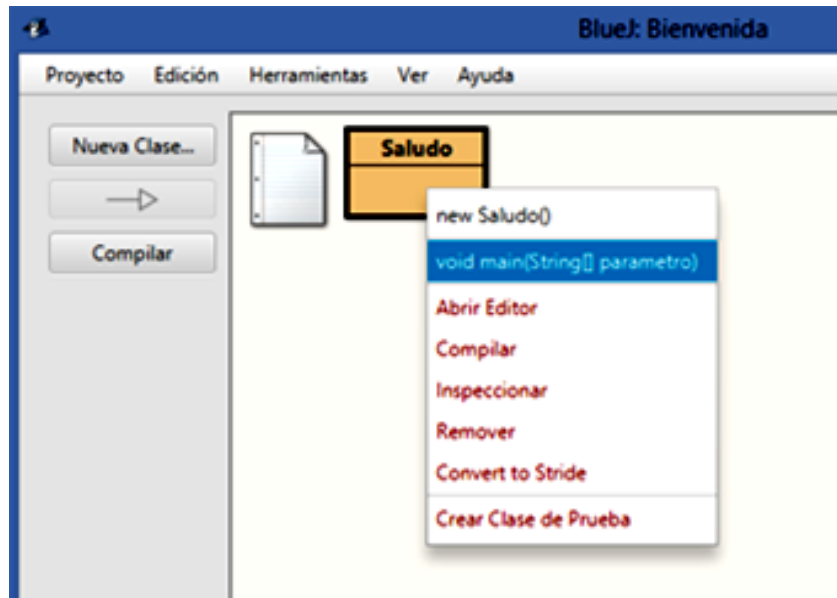 BlueJ: Bienvenida
Proyecto Edición Herramientas Ver Ayuda
Nueva Clase...
Compilar
Saludo
new Saludo()
void main(String[] parametro)
Abrir Editor
Compilar
Inspeccionar
Remover
Convert to Stride
Crear Clase de Prueba